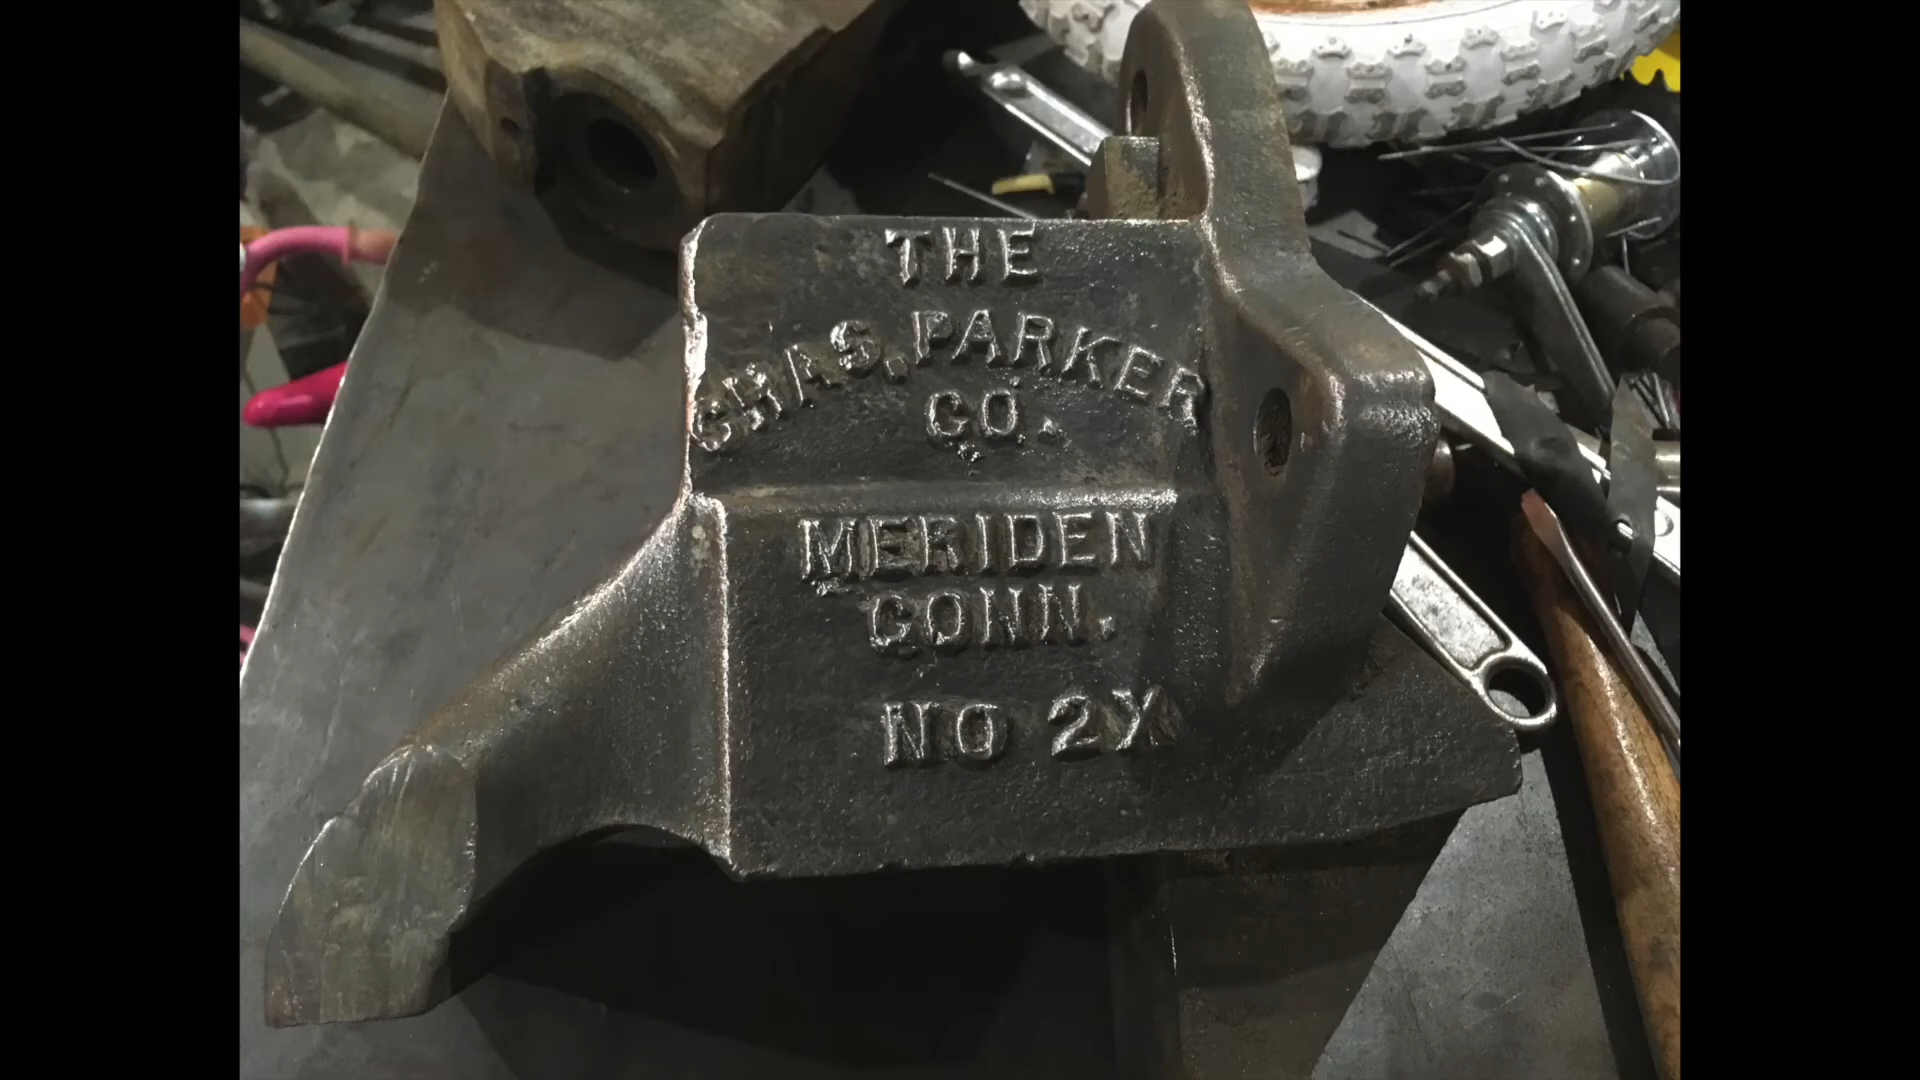 THE
CHAS. PARKER
CO.
MERIDEN
CONN.
NO 2X